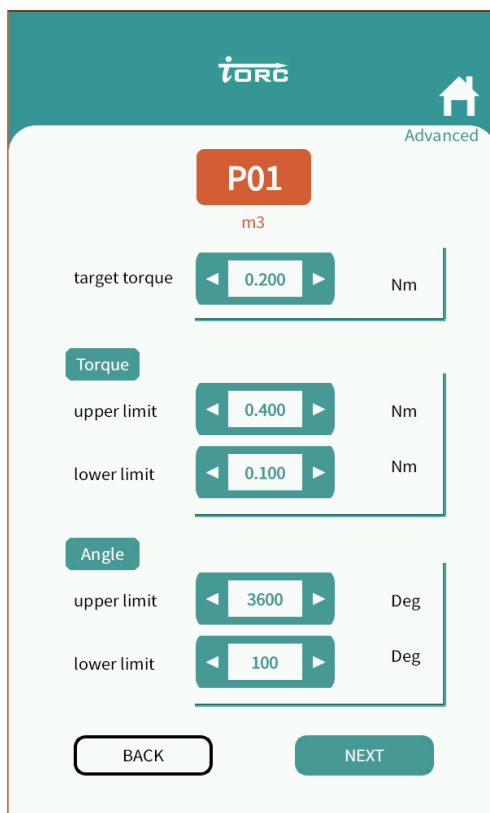 iTORC
Advanced
P01
m3
target torque ◀ 0.200 ▶ Nm
Torque
upper limit ◀ 0.400 ▶ Nm
lower limit ◀ 0.100 ▶ Nm
Angle
upper limit ◀ 3600 ▶ Deg
lower limit ◀ 100 ▶ Deg
BACK NEXT